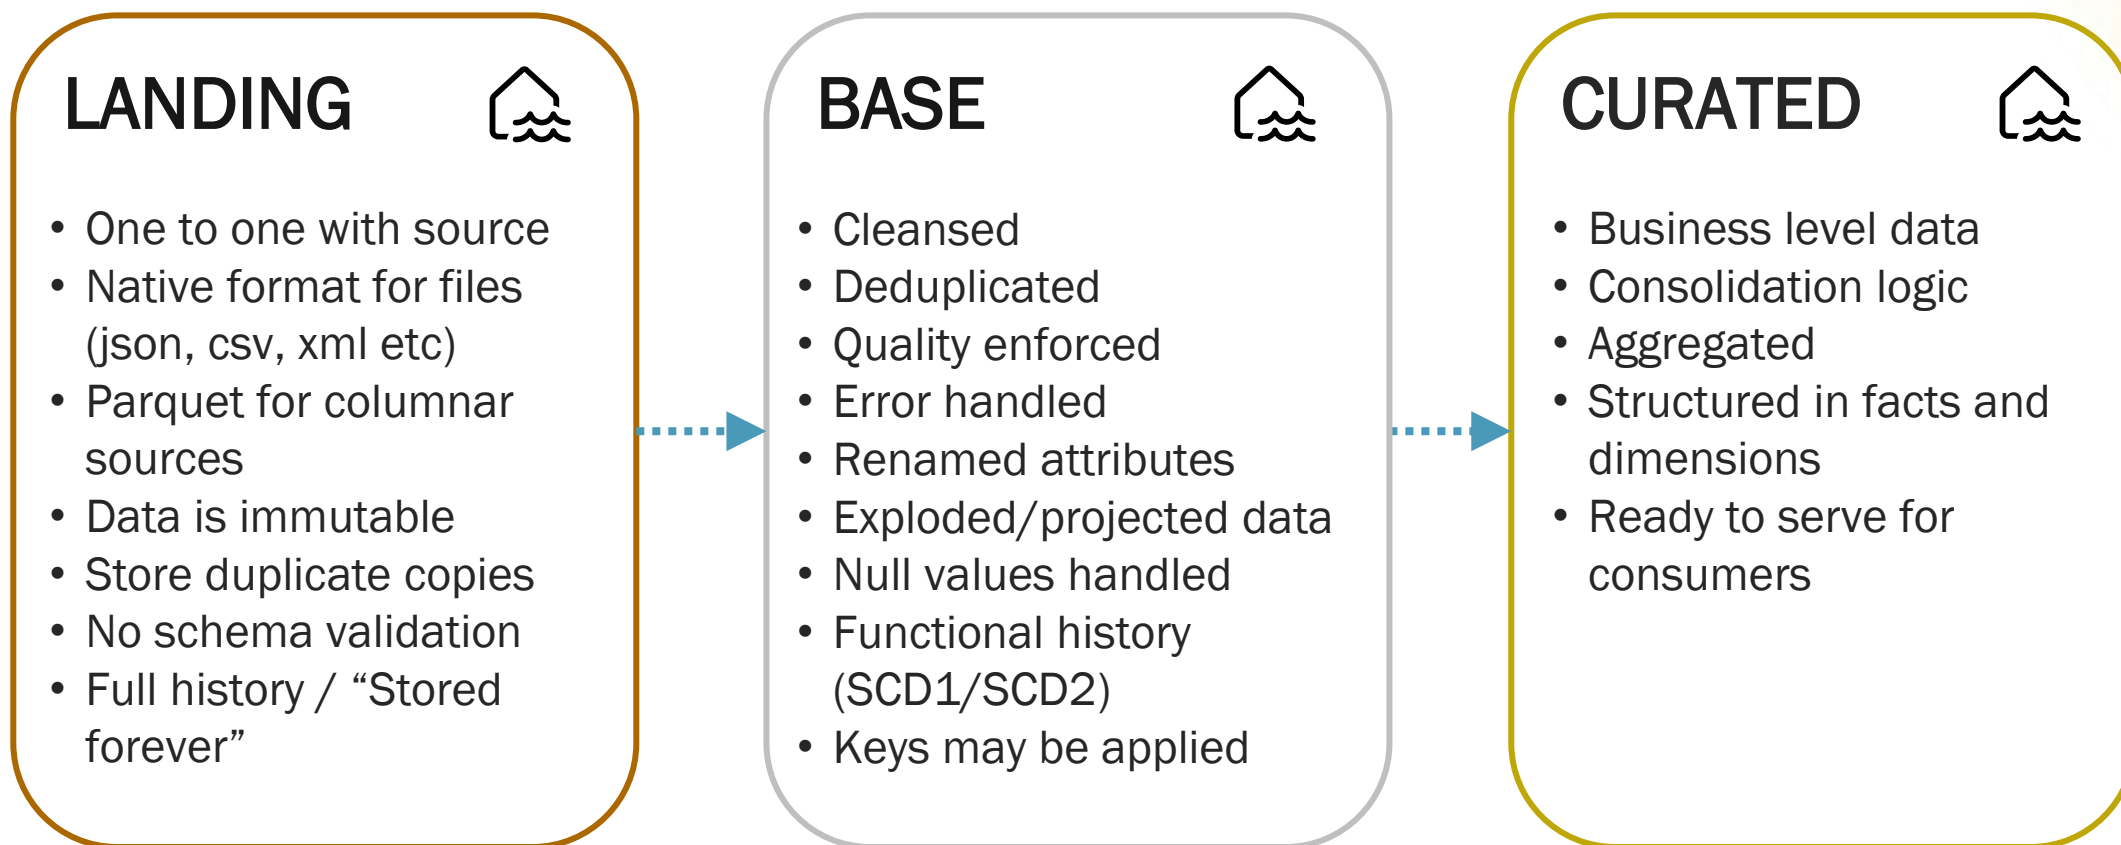 LANDING
• One to one with source
• Native format for files
(json, csv, xml etc)
• Parquet for columnar
sources
• Data is immutable
• Store duplicate copies
• No schema validation
• Full history / “Stored
forever”
BASE
• Cleansed
• Deduplicated
• Quality enforced
• Error handled
• Renamed attributes
• Exploded/projected data
• Null values handled
• Functional history
(SCD1/SCD2)
• Keys may be applied
CURATED
• Business level data
• Consolidation logic
• Aggregated
• Structured in facts and
dimensions
• Ready to serve for
consumers